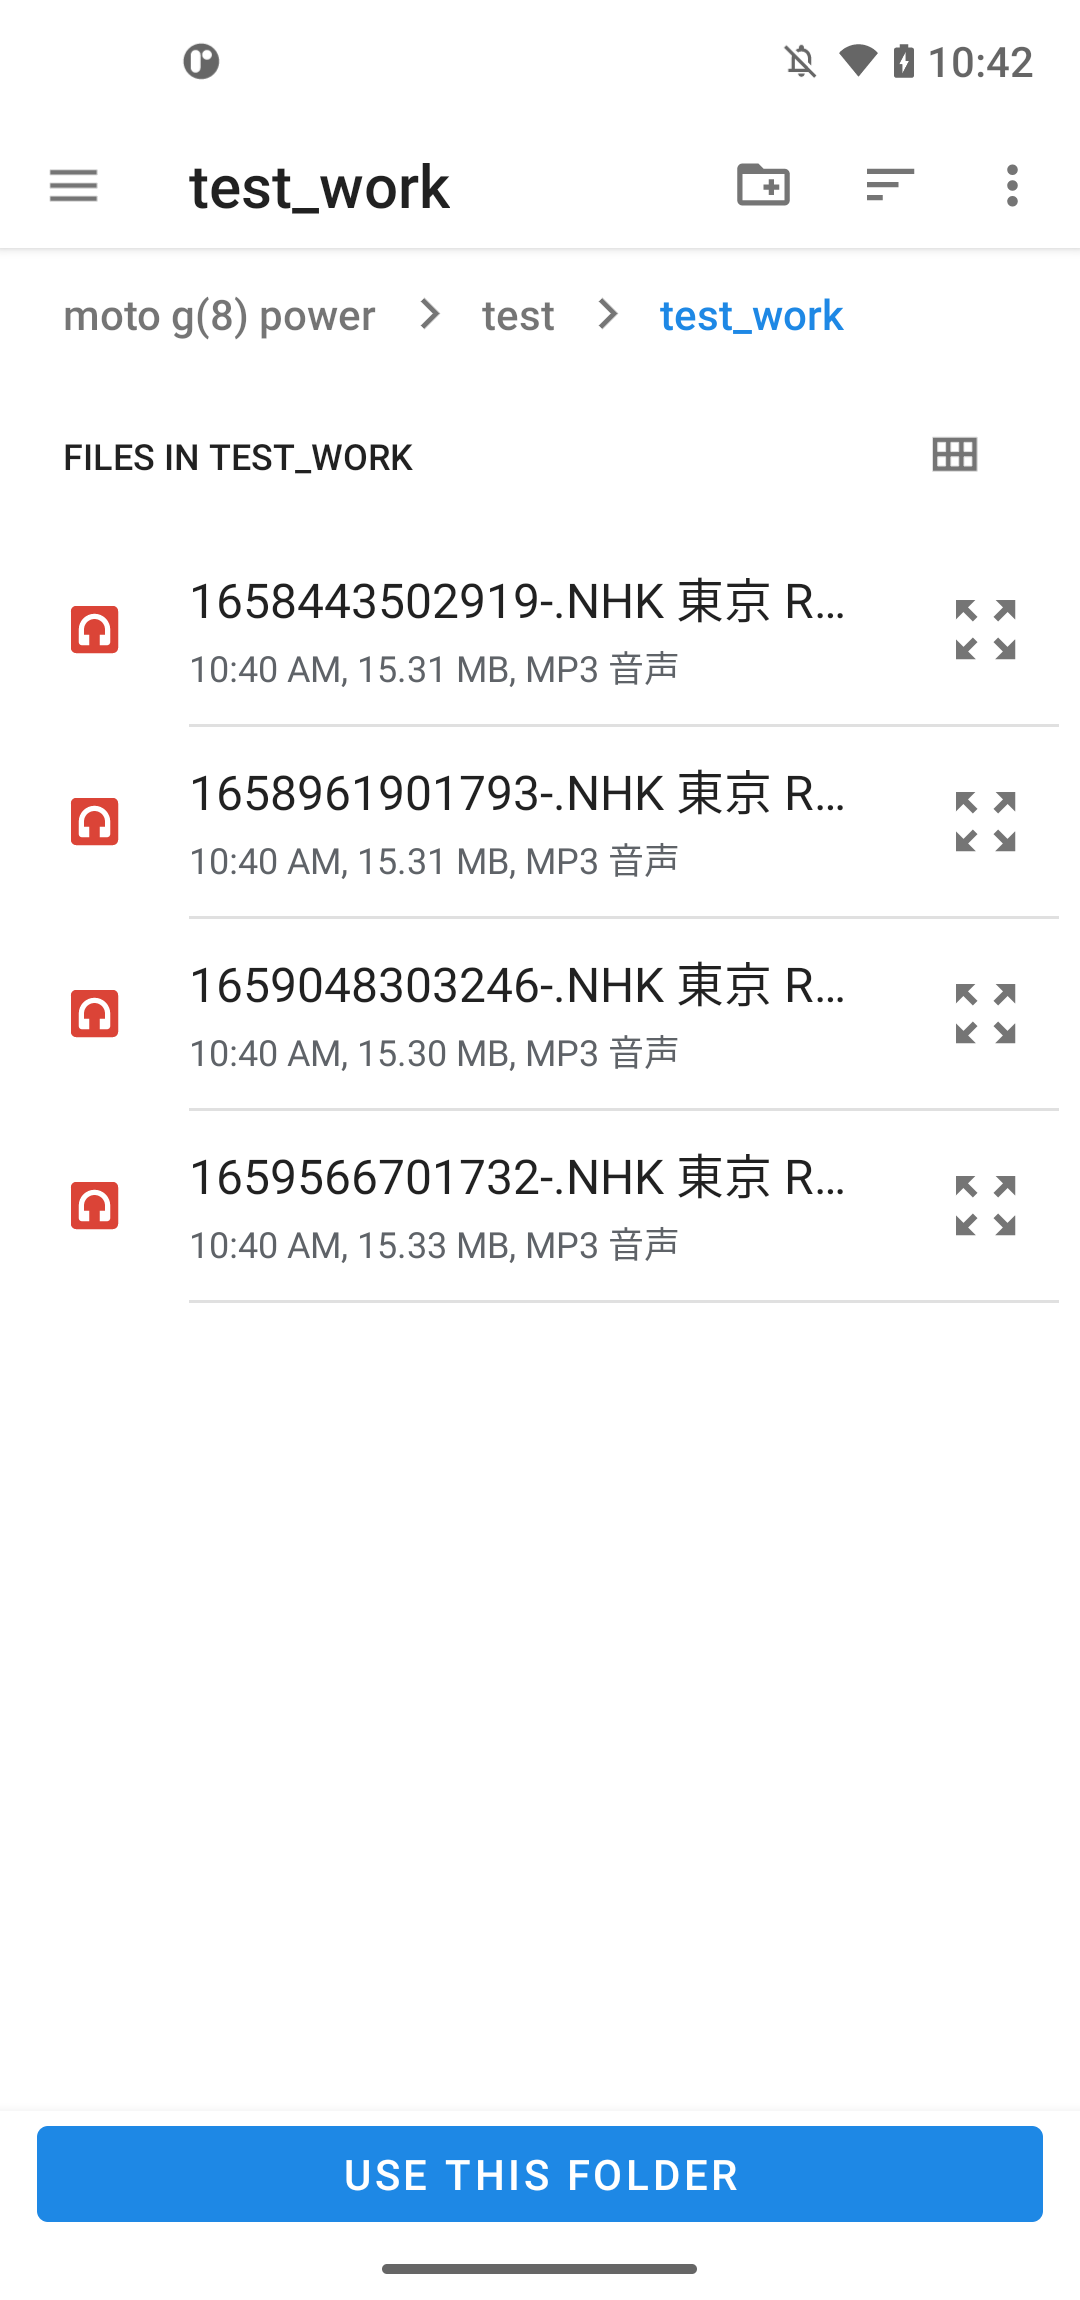 10:42
test_work
moto g(8) power > test > test_work
FILES IN TEST_WORK
1658443502919-.NHK 東京 R…
10:40 AM, 15.31 MB, MP3 音声
1658961901793-.NHK 東京 R…
10:40 AM, 15.31 MB, MP3 音声
1659048303246-.NHK 東京 R…
10:40 AM, 15.30 MB, MP3 音声
1659566701732-.NHK 東京 R…
10:40 AM, 15.33 MB, MP3 音声
USE THIS FOLDER